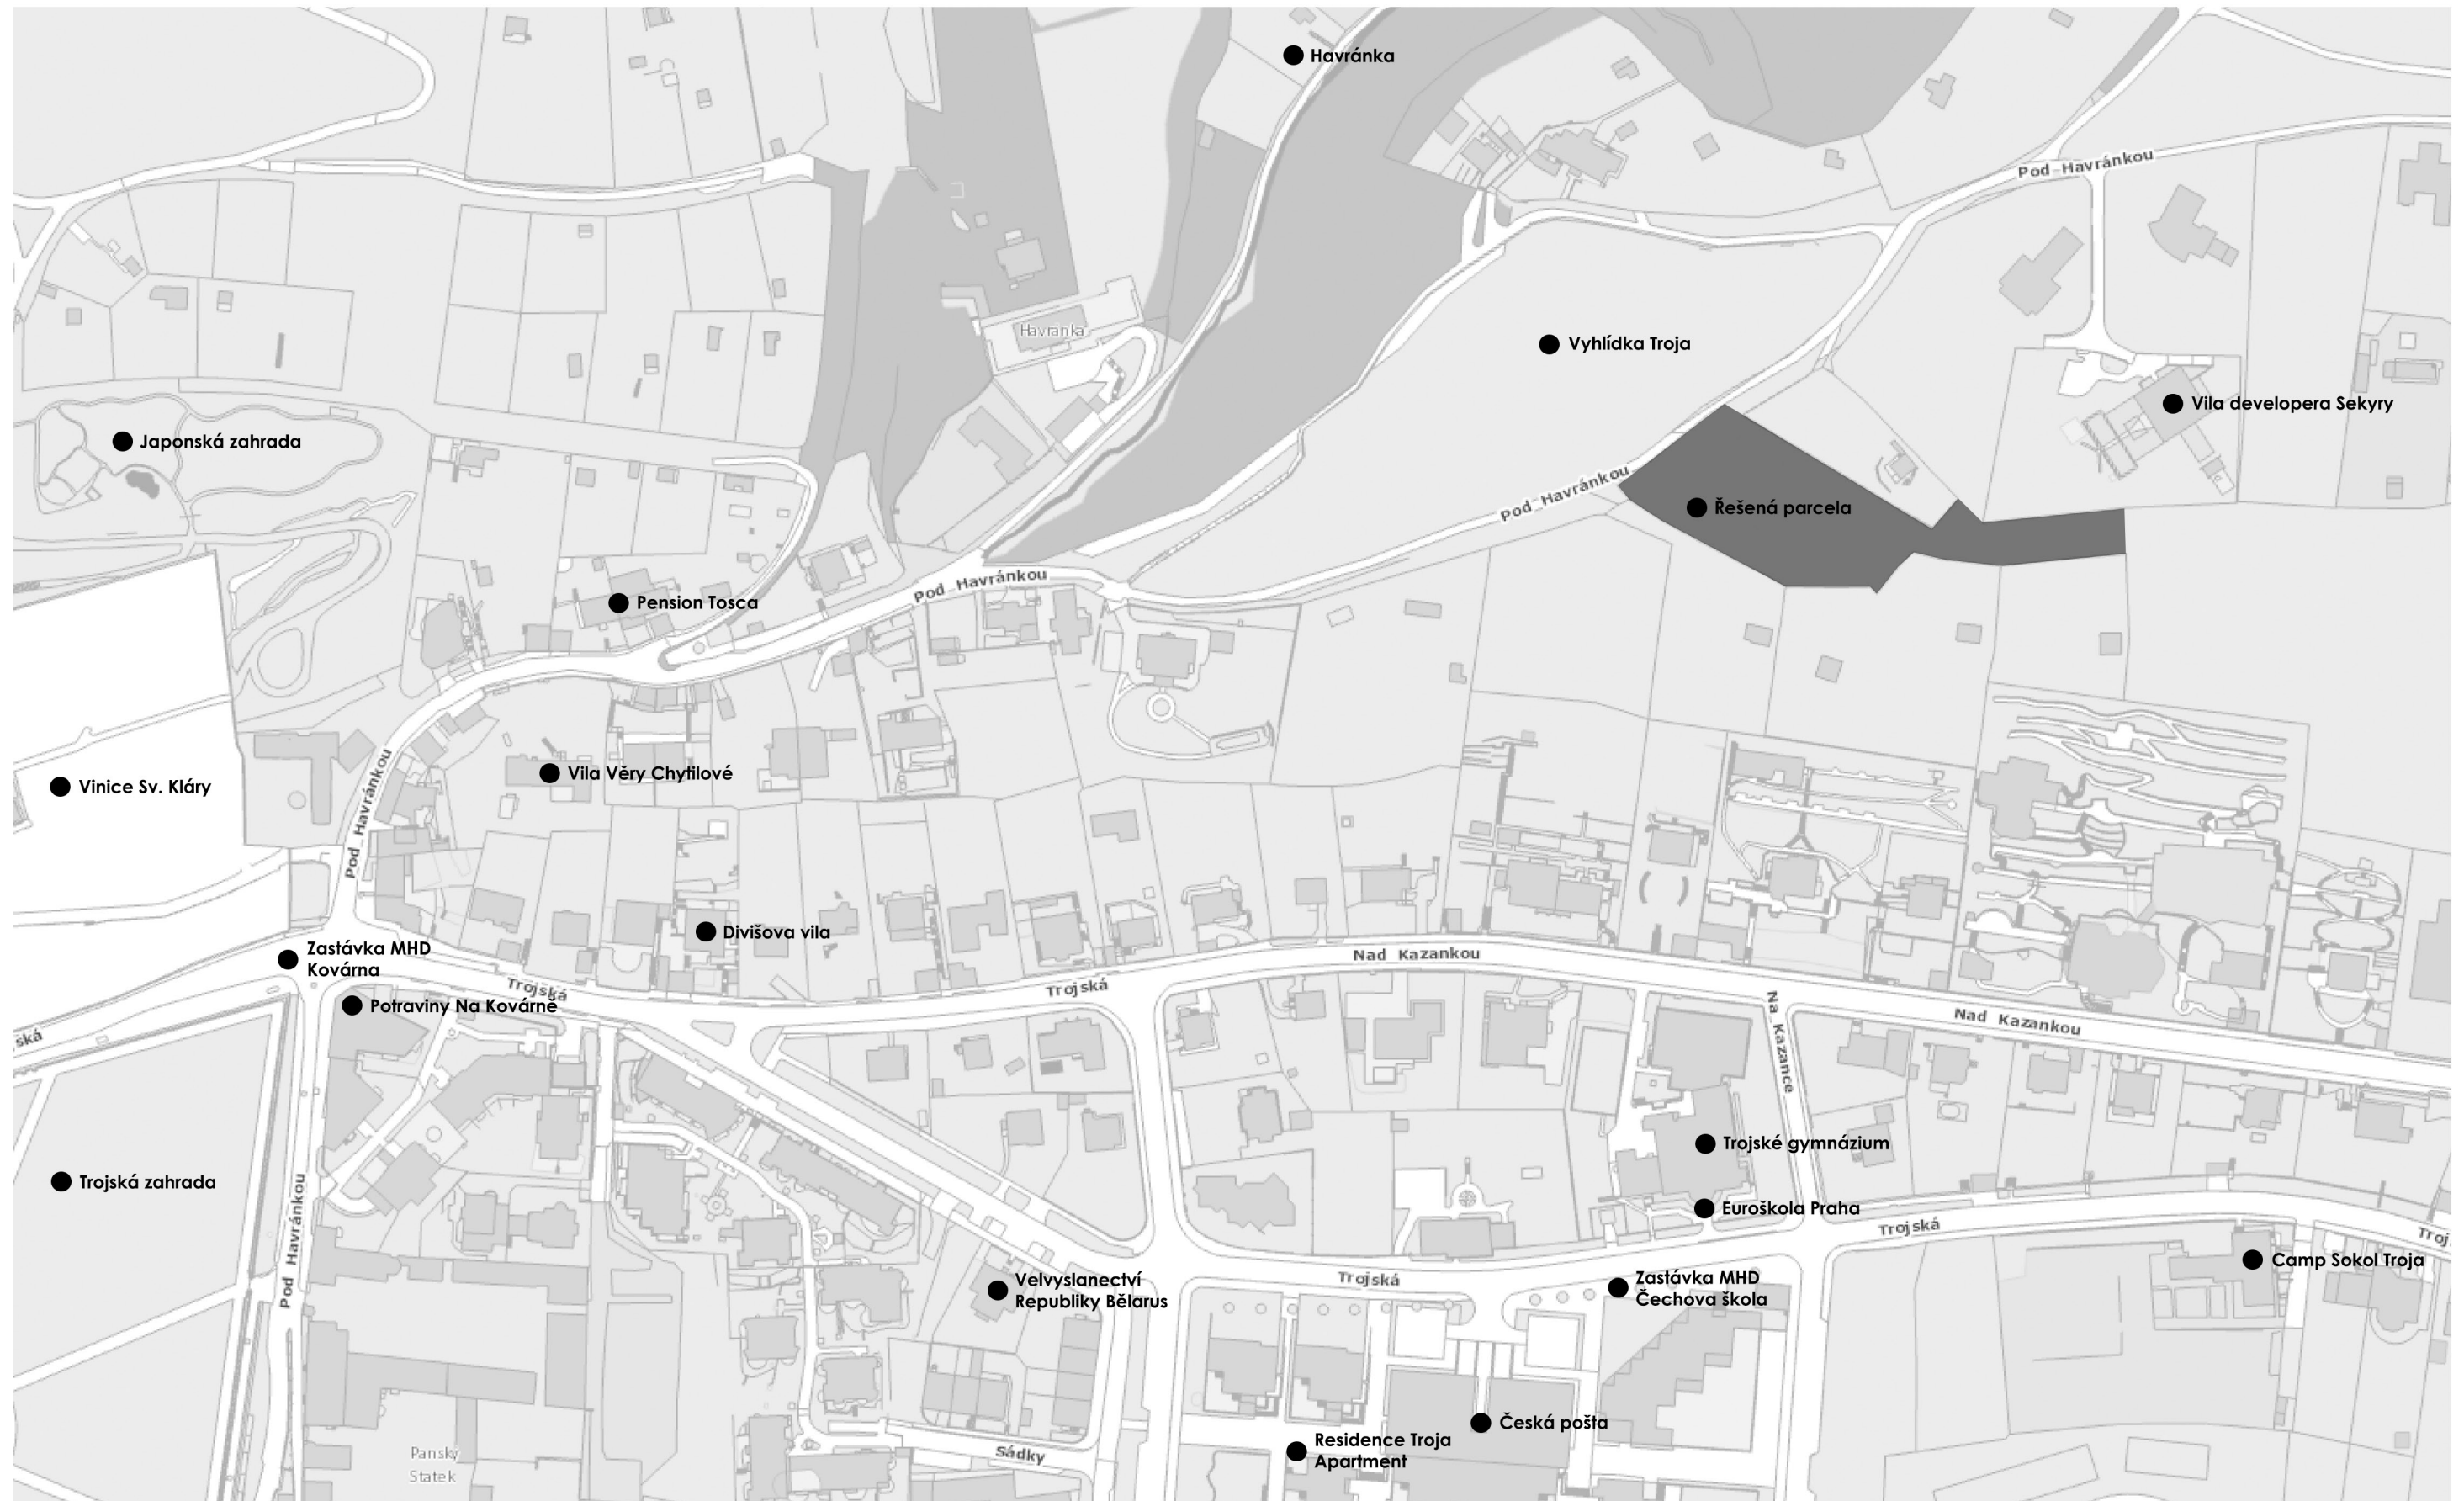 Havránka
Pod Havránkou
Havranka
Vyhlídka Troja
Vila developera Sekyry
Japonská zahrada
Pod Havránkou
Řešená parcela
Pod Havránkou
Pension Tosca
Vila Věry Chytilové
Vinice Sv. Kláry
Pod Havránkou
Divišova vila
Zastávka MHD
Kovárna
Nad Kazankou
Trojská
Trojská
Potraviny Na Kovárně
Nad Kazankou
ská
Na Kazance
Trojské gymnázium
Trojská zahrada
Euroškola Praha
Trojská
Troj
Pod Havránkou
Camp Sokol Troja
Velvyslanectví
Republiky Bělarus
Trojská
Zastávka MHD
Čechova škola
Česká pošta
Residence Troja
Apartment
Pansky
Statek
Sádky